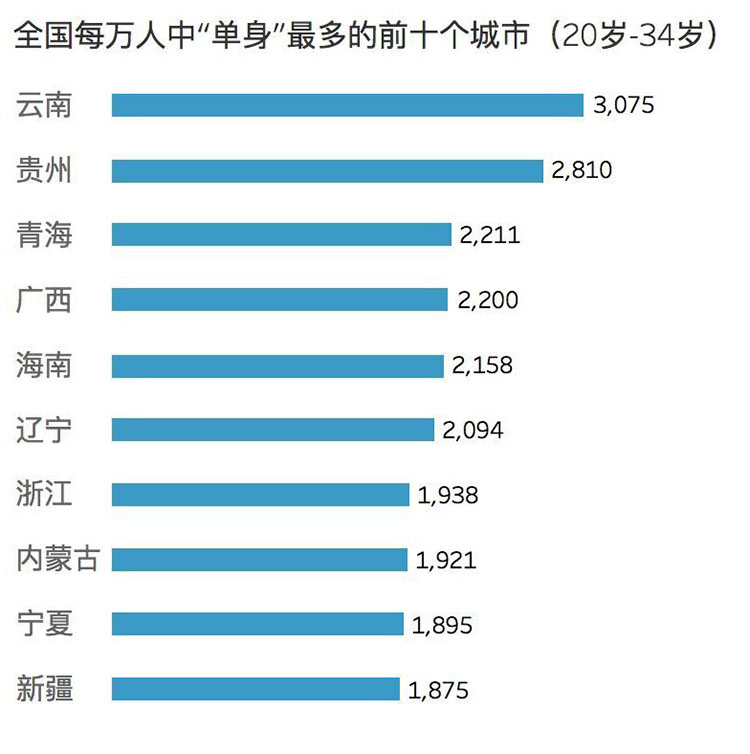 全国每万人中“单身”最多的前十个城市（20岁-34岁）
云南 3,075
贵州 2,810
青海 2,211
广西 2,200
海南 2,158
辽宁 2,094
浙江 1,938
内蒙古 1,921
宁夏 1,895
新疆 1,875